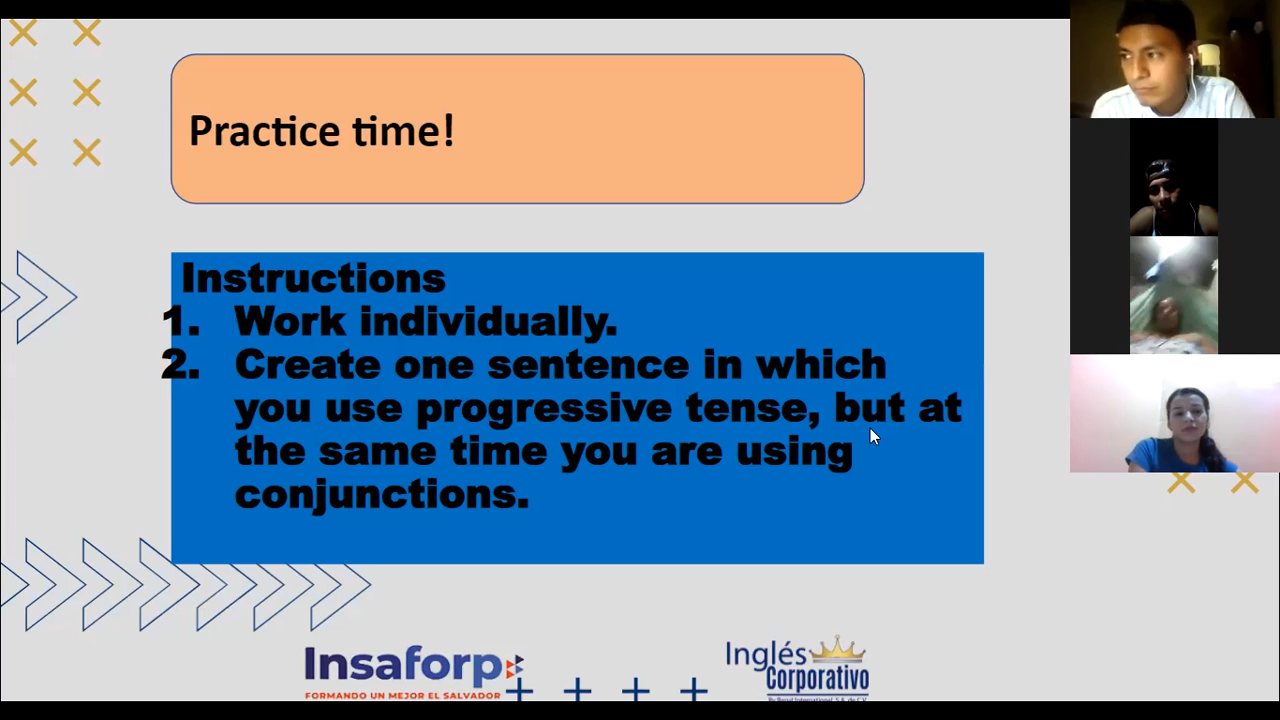 Practice time!
Instructions
1. Work individually.
2. Create one sentence in which
you use progressive tense, but at
the same time you are using
conjunctions.
Insaforp
FORMANDO UN MEJOR EL SALVADOR
Inglés
Corporativo